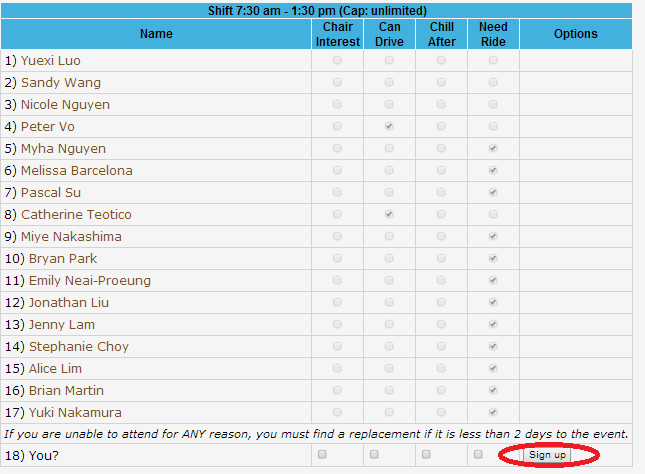 Shift 7:30 am - 1:30 pm (Cap: unlimited)
Name Chair Interest Can Drive Chill After Need Ride Options
1) Yuexi Luo
2) Sandy Wang
3) Nicole Nguyen
4) Peter Vo
5) Myha Nguyen
6) Melissa Barcelona
7) Pascal Su
8) Catherine Teotico
9) Miye Nakashima
10) Bryan Park
11) Emily Neai-Proeung
12) Jonathan Liu
13) Jenny Lam
14) Stephanie Choy
15) Alice Lim
16) Brian Martin
17) Yuki Nakamura
If you are unable to attend for ANY reason, you must find a replacement if it is less than 2 days to the event.
18) You? Sign up